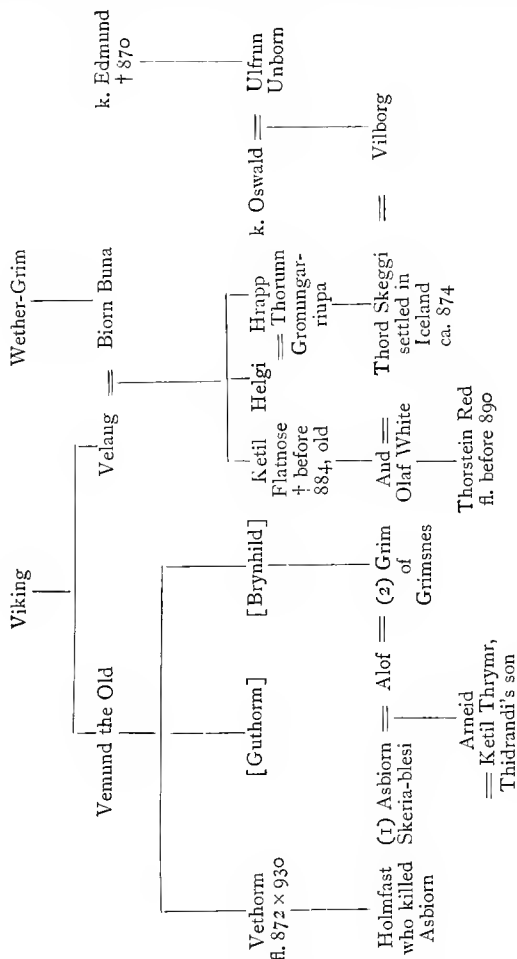 Viking
Wether-Grim
Vemund the Old
Velaug = Biorn Buna
k. Edmund
† 870
Vethorm
fl. 872 × 930
[Guthorm]
[Brynhild]
Ketil
Flatnose
† before
884, old
Helgi
Hrapp
= Thorunn
Gronungar-
riupa
k. Oswald = Ulfrun
Unborn
Holmfast
who killed
Asbiorn
(1) Asbiorn = Alof = (2) Grim
Skeria-blesi
of
Grimsnes
Aud =
Olaf White
Thord Skeggi = Vilborg
settled in
Iceland
ca. 874
Arneid
= Ketil Thrymr,
Thidrandi's son
Thorstein Red
fl. before 890